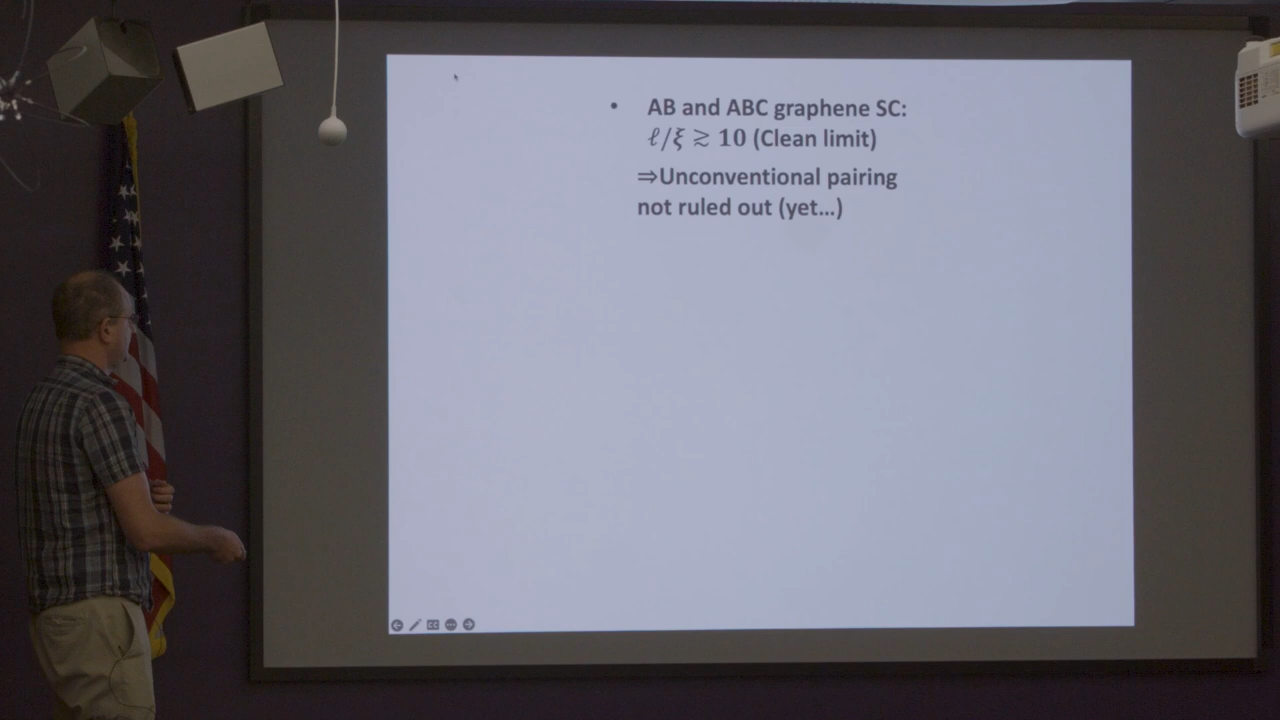 • AB and ABC graphene SC:
ℓ/ξ ≳ 10 (Clean limit)
⇒Unconventional pairing
not ruled out (yet...)